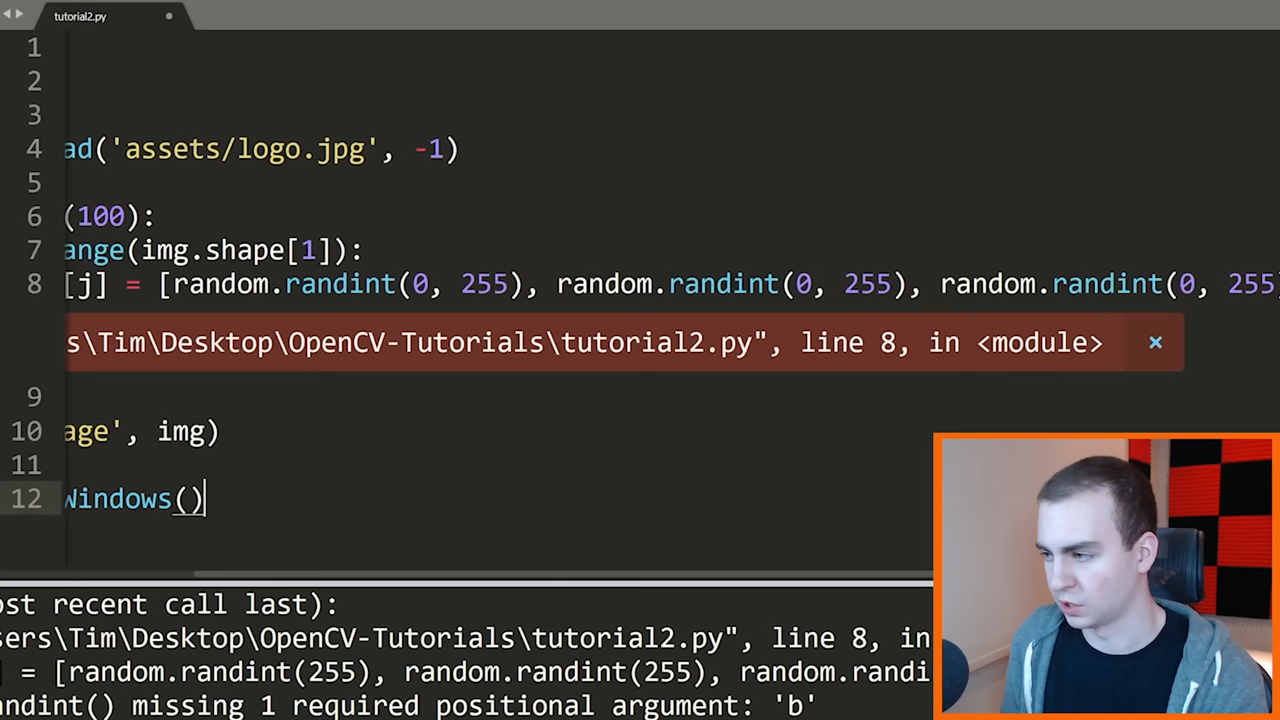 tutorial2.py
1
2
3
4 ad('assets/logo.jpg', -1)
5
6 (100):
7 ange(img.shape[1]):
8 [j] = [random.randint(0, 255), random.randint(0, 255), random.randint(0, 255
s\Tim\Desktop\OpenCV-Tutorials\tutorial2.py", line 8, in <module> ×
9
10 age', img)
11
12 Windows()
ost recent call last):
sers\Tim\Desktop\OpenCV-Tutorials\tutorial2.py", line 8, in
] = [random.randint(255), random.randint(255), random.randi
andint() missing 1 required positional argument: 'b'